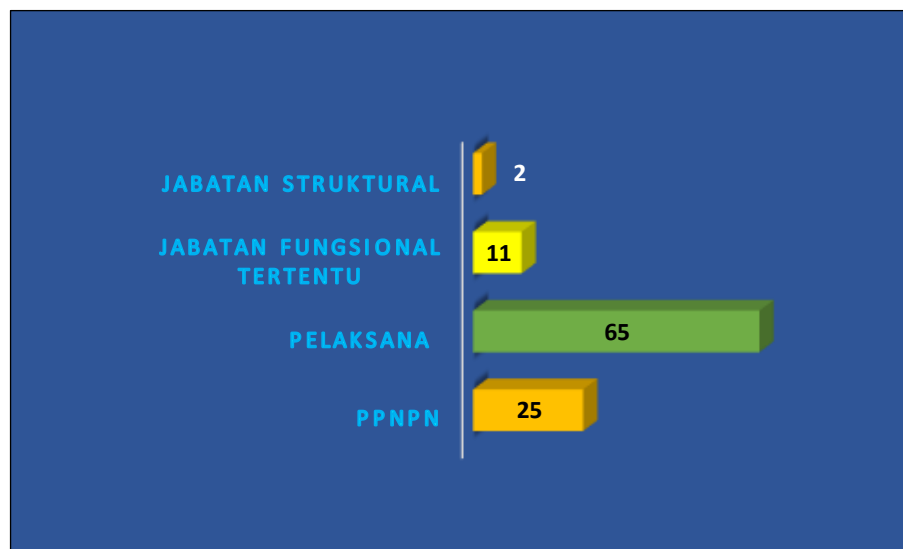 JABATAN STRUKTURAL
2
JABATAN FUNGSIONAL
TERTENTU
11
PELAKSANA
65
PPNPN
25